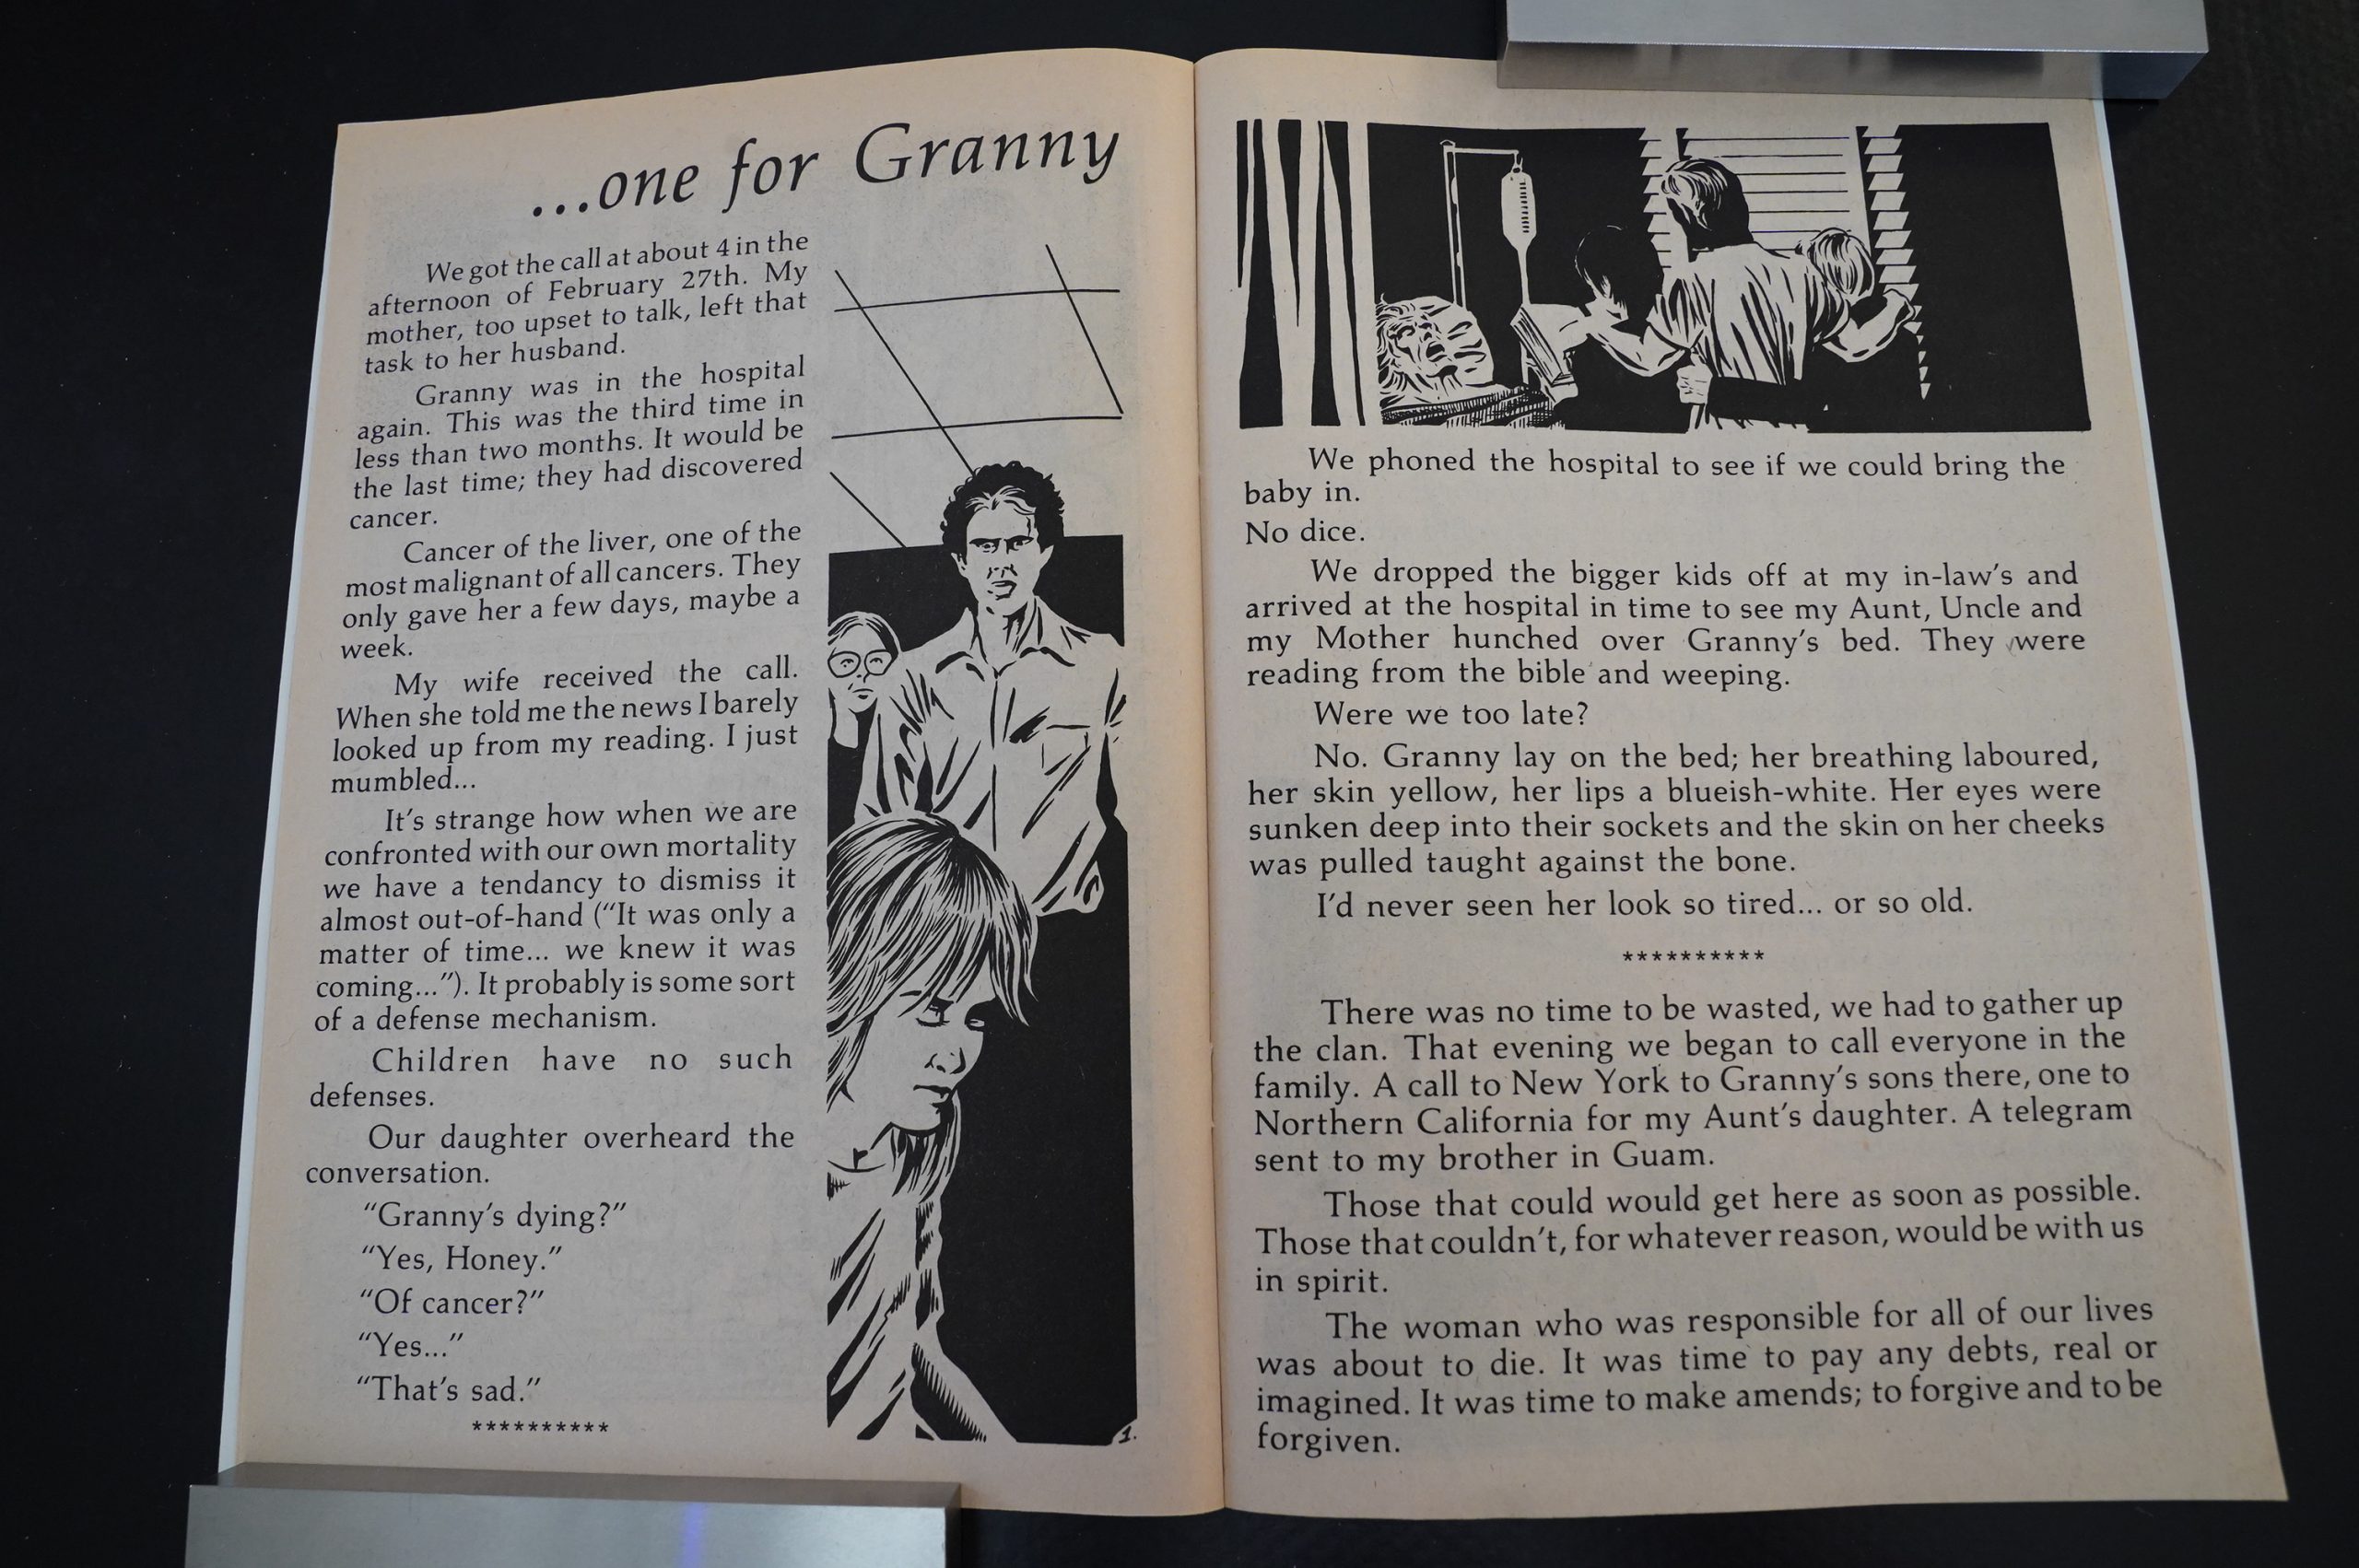 ...one for Granny
We got the call at about 4 in the
afternoon of February 27th. My
mother, too upset to talk, left that
task to her husband.
Granny was in the hospital
again. This was the third time in
less than two months. It would be
the last time; they had discovered
cancer.
Cancer of the liver, one of the
most malignant of all cancers. They
only gave her a few days, maybe a
week.
My wife received the call.
When she told me the news I barely
looked up from my reading. I just
mumbled...
It's strange how when we are
confronted with our own mortality
we have a tendancy to dismiss it
almost out-of-hand (“It was only a
matter of time... we knew it was
coming...”). It probably is some sort
of a defense mechanism.
Children have no such
defenses.
Our daughter overheard the
conversation.
“Granny's dying?”
“Yes, Honey.”
“Of cancer?”
“Yes...”
“That's sad.”
**********
1.
We phoned the hospital to see if we could bring the
baby in.
No dice.
We dropped the bigger kids off at my in-law's and
arrived at the hospital in time to see my Aunt, Uncle and
my Mother hunched over Granny's bed. They were
reading from the bible and weeping.
Were we too late?
No. Granny lay on the bed; her breathing laboured,
her skin yellow, her lips a blueish-white. Her eyes were
sunken deep into their sockets and the skin on her cheeks
was pulled taught against the bone.
I'd never seen her look so tired... or so old.
**********
There was no time to be wasted, we had to gather up
the clan. That evening we began to call everyone in the
family. A call to New York to Granny's sons there, one to
Northern California for my Aunt's daughter. A telegram
sent to my brother in Guam.
Those that could would get here as soon as possible.
Those that couldn't, for whatever reason, would be with us
in spirit.
The woman who was responsible for all of our lives
was about to die. It was time to pay any debts, real or
imagined. It was time to make amends; to forgive and to be
forgiven.